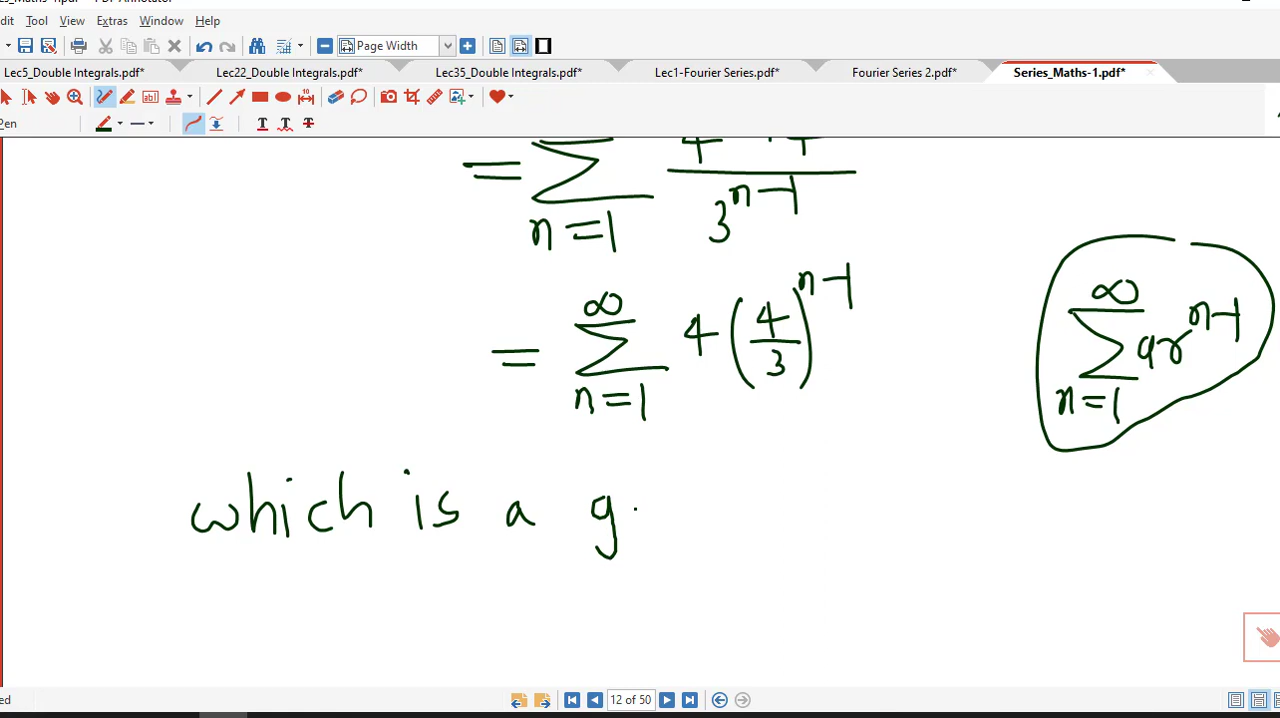 dit Tool View Extras Window Help
Page Width
Lec5_Double Integrals.pdf* Lec22_Double Integrals.pdf* Lec35_Double Integrals.pdf* Lec1-Fourier Series.pdf* Fourier Series 2.pdf* Series_Maths-1.pdf*
Pen
= ∑ n=1 / 3^(n-1)
= ∑_(n=1)^∞ 4 (4/3)^(n-1)
∑_(n=1)^∞ ar^(n-1)
which is a g
12 of 50